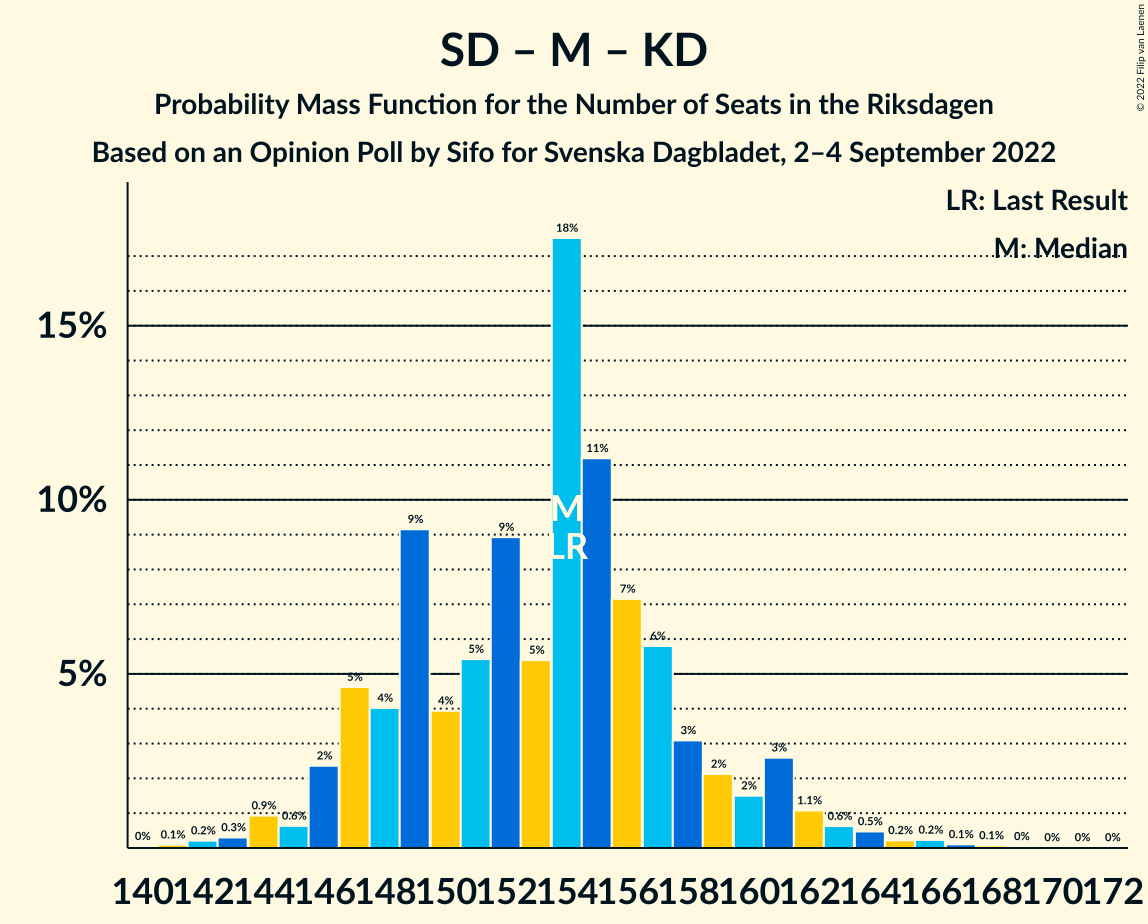 SD – M – KD
Probability Mass Function for the Number of Seats in the Riksdagen
Based on an Opinion Poll by Sifo for Svenska Dagbladet, 2–4 September 2022
© 2022 Filip van Laenen
LR: Last Result
M: Median
15%
10%
5%
0% 0.1% 0.2% 0.3% 0.9% 0.6% 2% 5% 4% 9% 4% 5% 9% 5% 18% 11% 7% 6% 3% 2% 2% 3% 1.1% 0.6% 0.5% 0.2% 0.2% 0.1% 0.1% 0% 0% 0% 0%
M
LR
140 142 144 146 148 150 152 154 156 158 160 162 164 166 168 170 172